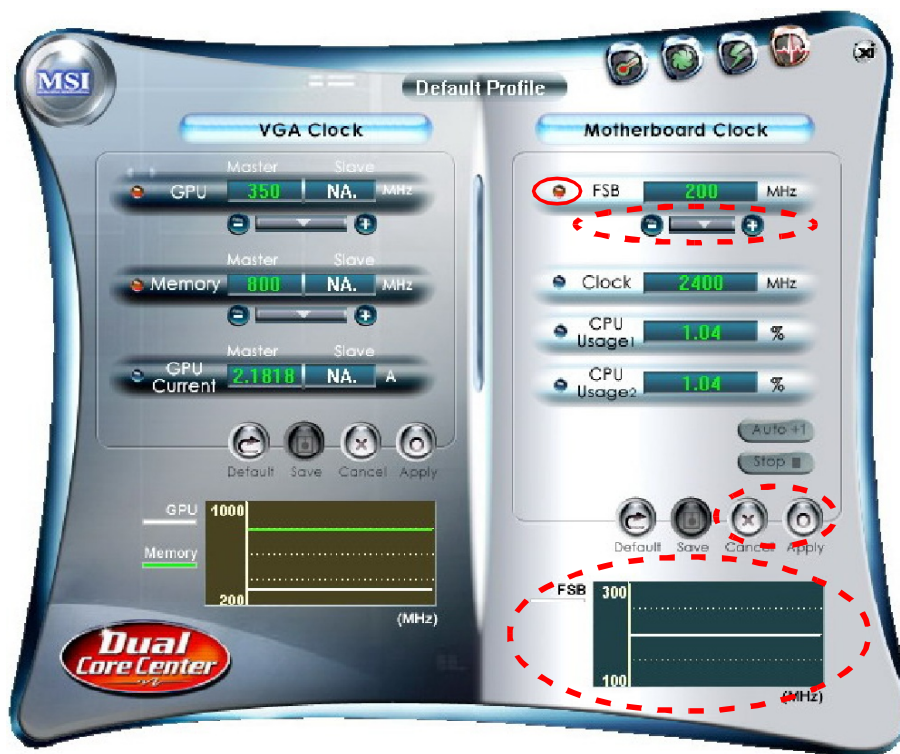 MSI
Default Profile
VGA Clock
Master Slave
GPU 350 NA. MHz
Master Slave
Memory 800 NA. MHz
Master Slave
GPU Current 2.1818 NA. A
Default Save Cancel Apply
GPU
Memory
1000
200
(MHz)
Dual
Core Center
Motherboard Clock
FSB 200 MHz
Clock 2400 MHz
CPU Usage1 1.04 %
CPU Usage2 1.04 %
Auto +1
Stop
Default Save Cancel Apply
FSB
300
100
(MHz)